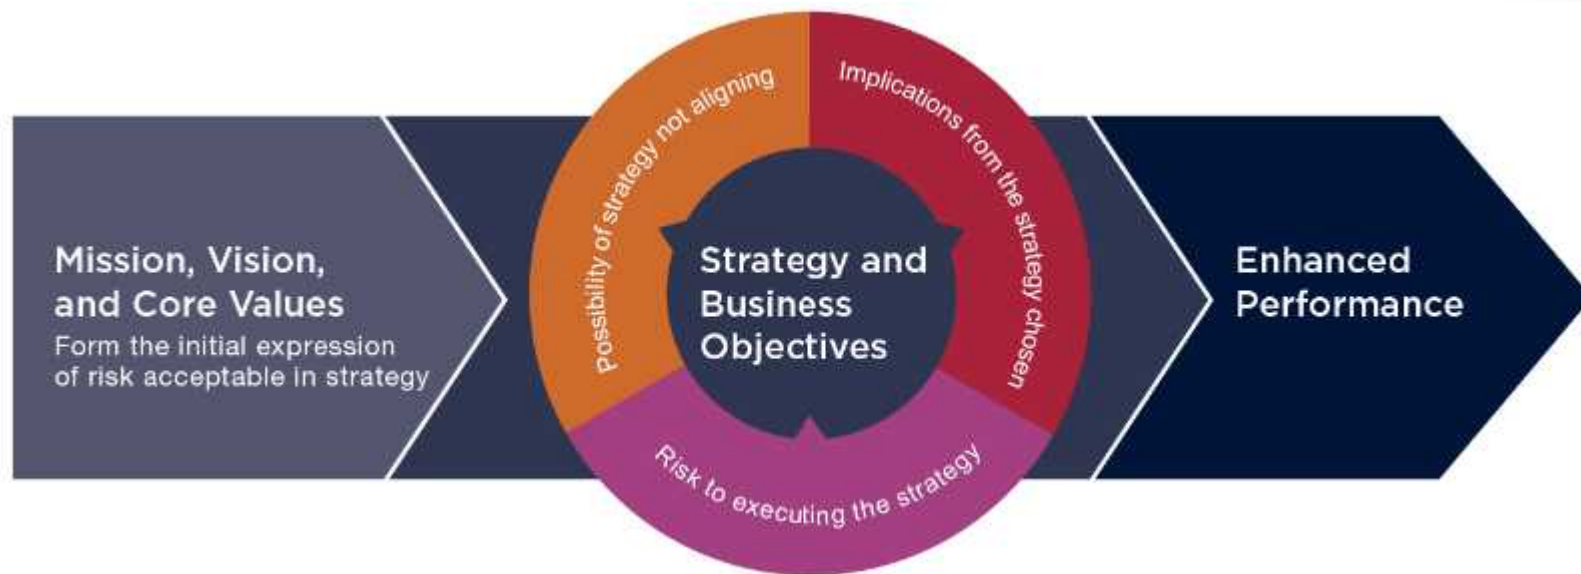 Mission, Vision,
and Core Values
Form the initial expression
of risk acceptable in strategy
Possibility of strategy not aligning
Implications from the strategy chosen
Strategy and
Business
Objectives
Risk to executing the strategy
Enhanced
Performance